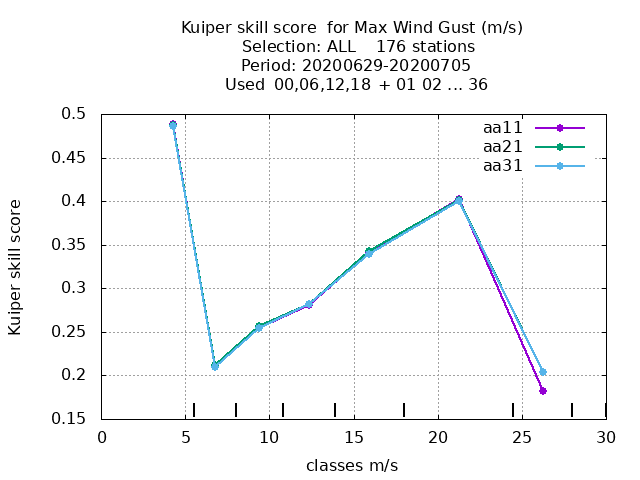 Kuiper skill score  for Max Wind Gust (m/s)
Selection: ALL    176 stations
Period: 20200629-20200705
Used  00,06,12,18  + 01 02 ... 36
aa11
aa21
aa31
0.5
0.45
0.4
0.35
0.3
0.25
0.2
0.15
Kuiper skill score
0 5 10 15 20 25 30
classes m/s